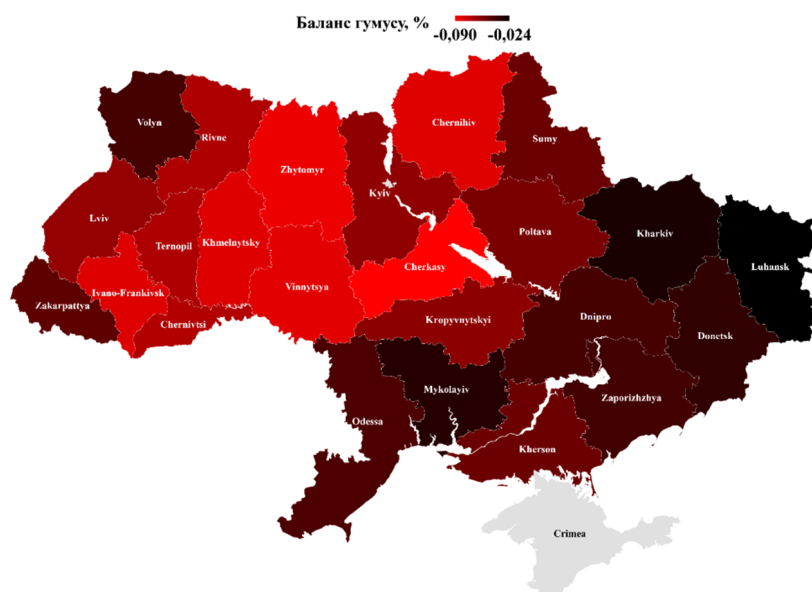 Баланс гумусу, %
-0,090 -0,024
Volyn
Rivne
Chernihiv
Sumy
Zhytomyr
Kyiv
Lviv
Ternopil
Khmelnytsky
Poltava
Kharkiv
Luhansk
Cherkasy
Vinnytsya
Ivano-Frankivsk
Zakarpattya
Chernivtsi
Kropyvnytskyi
Dnipro
Donetsk
Mykolayiv
Zaporizhzhya
Odessa
Kherson
Crimea